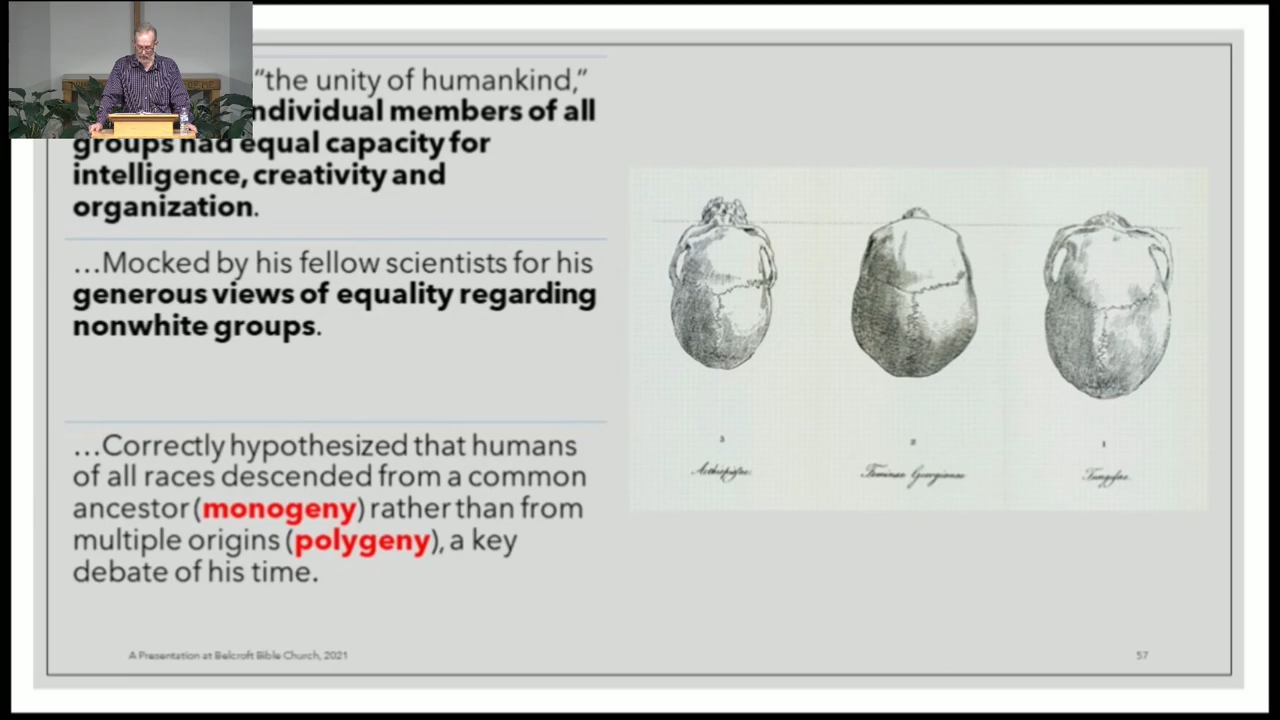 “the unity of humankind,”
ndividual members of all
groups had equal capacity for
intelligence, creativity and
organization.
…Mocked by his fellow scientists for his
generous views of equality regarding
nonwhite groups.
…Correctly hypothesized that humans
of all races descended from a common
ancestor (monogeny) rather than from
multiple origins (polygeny), a key
debate of his time.
3
2
1
Feminae Georgianae
A Presentation at Belcroft Bible Church, 2021
57